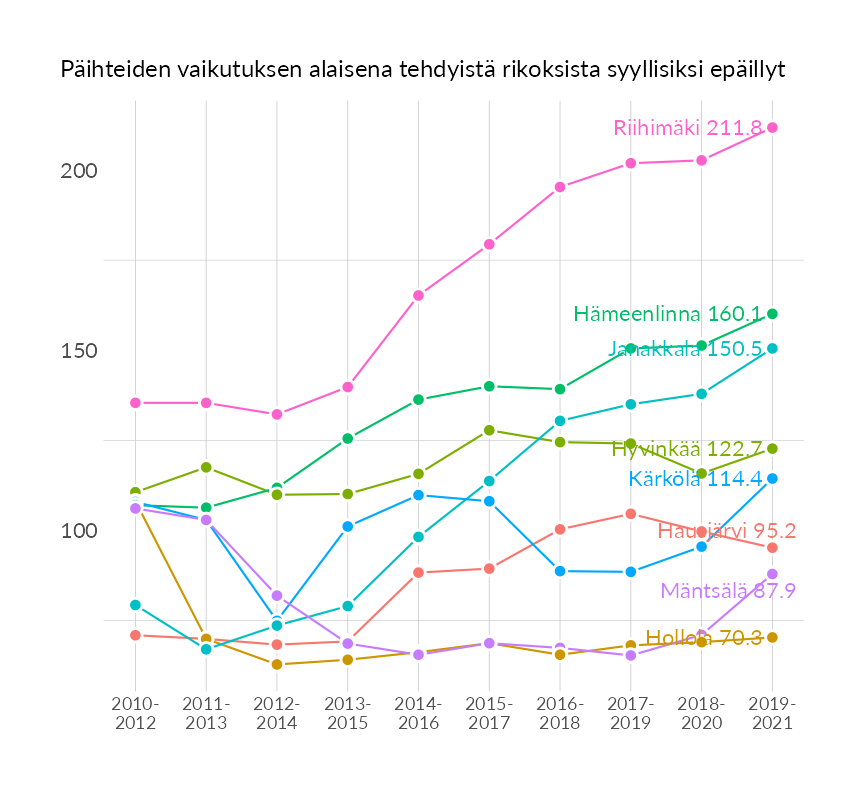 Päihteiden vaikutuksen alaisena tehdyistä rikoksista syyllisiksi epäillyt
Riihimäki 211.8
200
Hämeenlinna 160.1
Janakkala 150.5
150
Hyvinkää 122.7
Kärkölä 114.4
100
Hausjärvi 95.2
Mäntsälä 87.9
Hollola 70.3
2010-
2012
2011-
2013
2012-
2014
2013-
2015
2014-
2016
2015-
2017
2016-
2018
2017-
2019
2018-
2020
2019-
2021